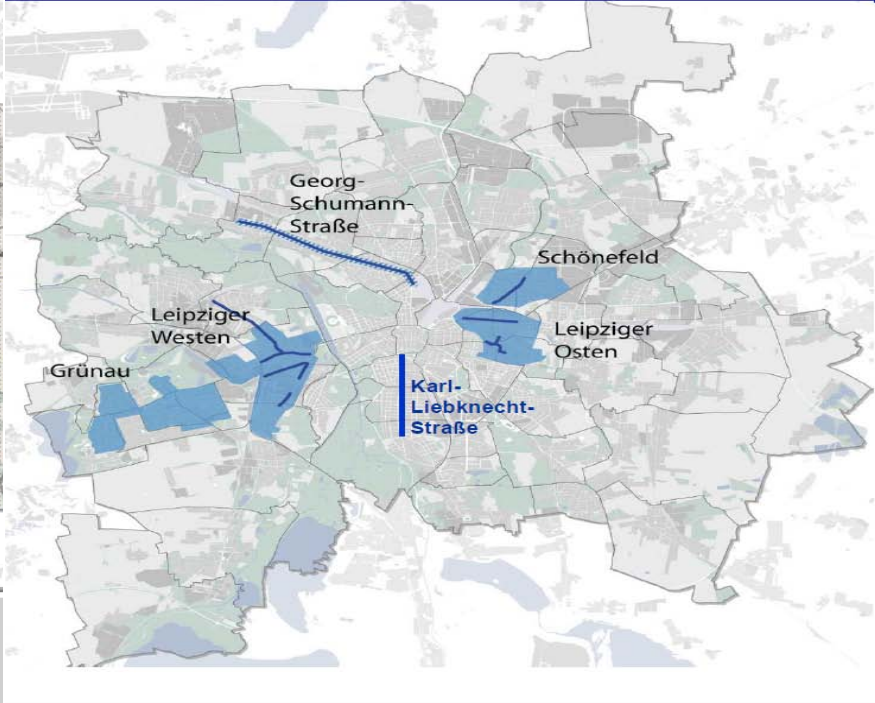 Georg-
Schumann-
Straße
Schönefeld
Leipziger
Westen
Leipziger
Osten
Grünau
Karl-
Liebknecht-
Straße